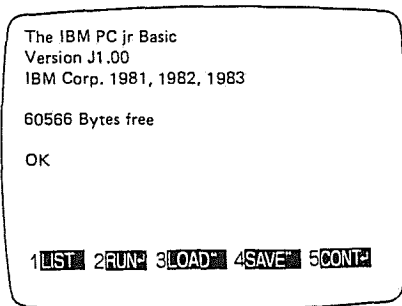 The IBM PC jr Basic
Version J1.00
IBM Corp. 1981, 1982, 1983
60566 Bytes free
OK
1LIST 2RUN↵ 3LOAD" 4SAVE" 5CONT↵